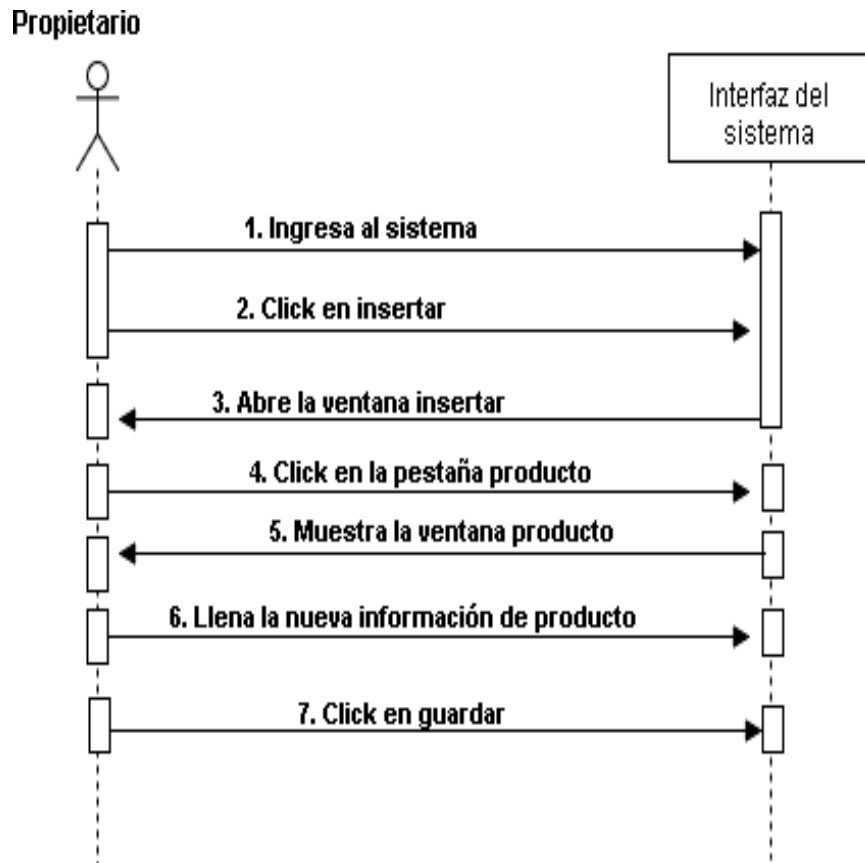 Propietario
Interfaz del
sistema
1. Ingresa al sistema
2. Click en insertar
3. Abre la ventana insertar
4. Click en la pestaña producto
5. Muestra la ventana producto
6. Llena la nueva información de producto
7. Click en guardar